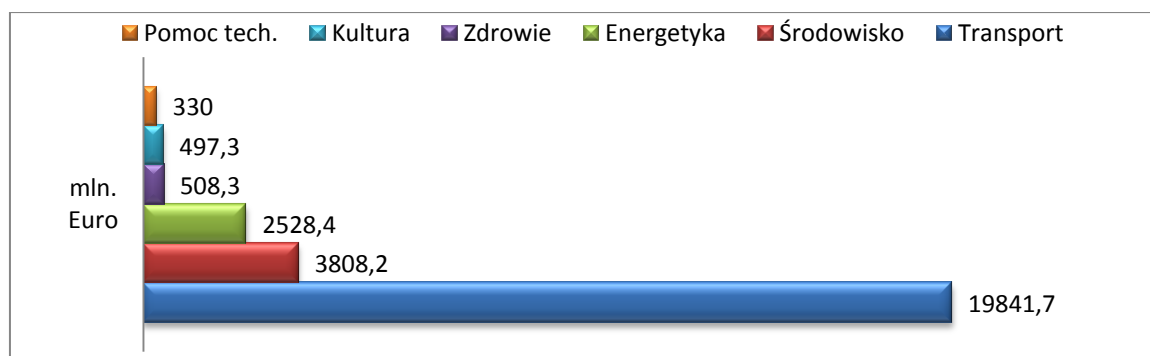 Pomoc tech. Kultura Zdrowie Energetyka Środowisko Transport
330
497,3
508,3
mln.
Euro
2528,4
3808,2
19841,7